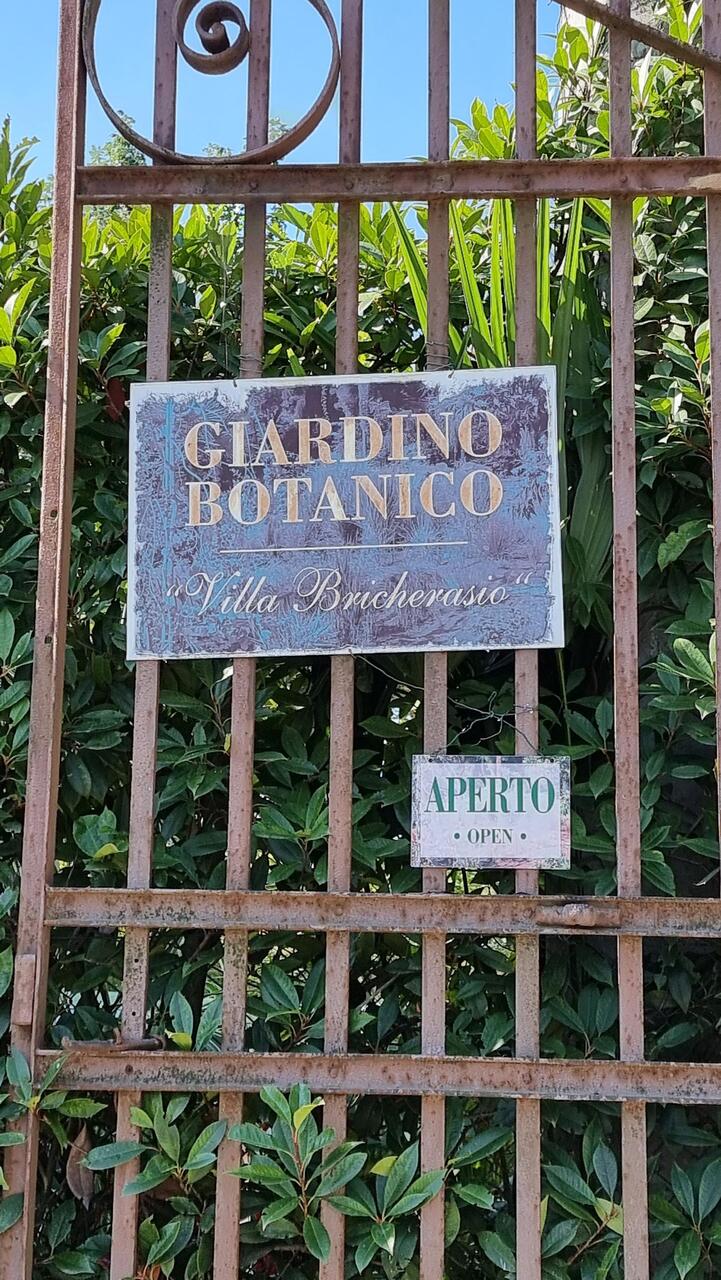 GIARDINO
BOTANICO
“Villa Bricherasio“
APERTO
• OPEN •